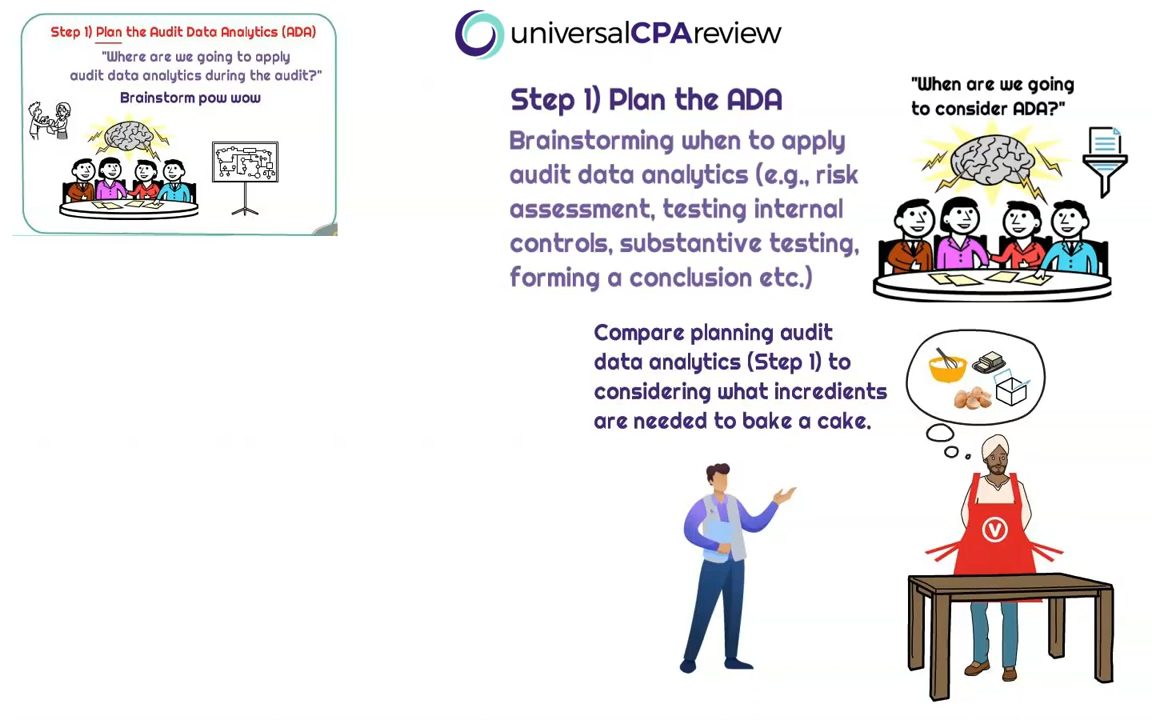 Step 1) Plan the Audit Data Analytics (ADA)
"Where are we going to apply
audit data analytics during the audit?"
Brainstorm pow wow
universalCPAreview
Step 1) Plan the ADA
Brainstorming when to apply
audit data analytics (e.g., risk
assessment, testing internal
controls, substantive testing,
forming a conclusion etc.)
"When are we going
to consider ADA?"
Compare planning audit
data analytics (Step 1) to
considering what incredients
are needed to bake a cake.
V